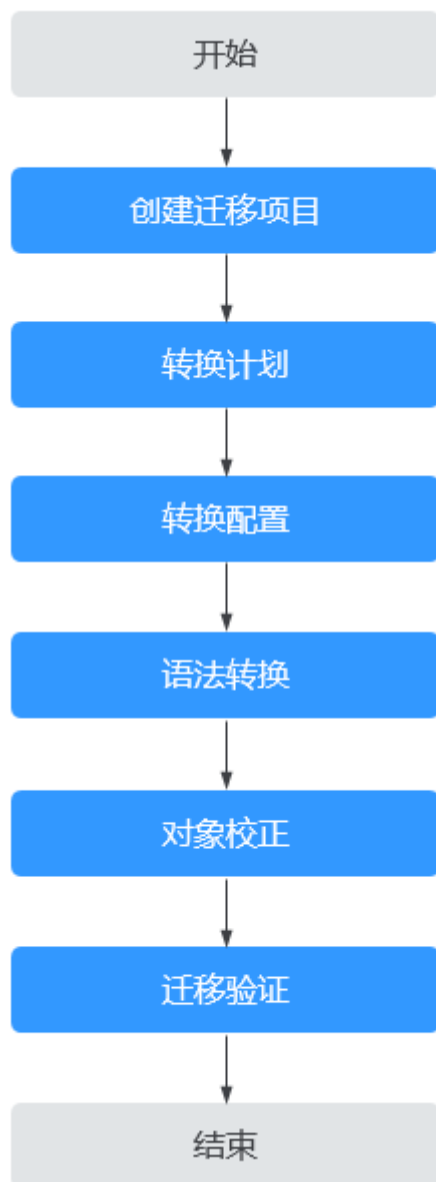 开始
创建迁移项目
转换计划
转换配置
语法转换
对象校正
迁移验证
结束